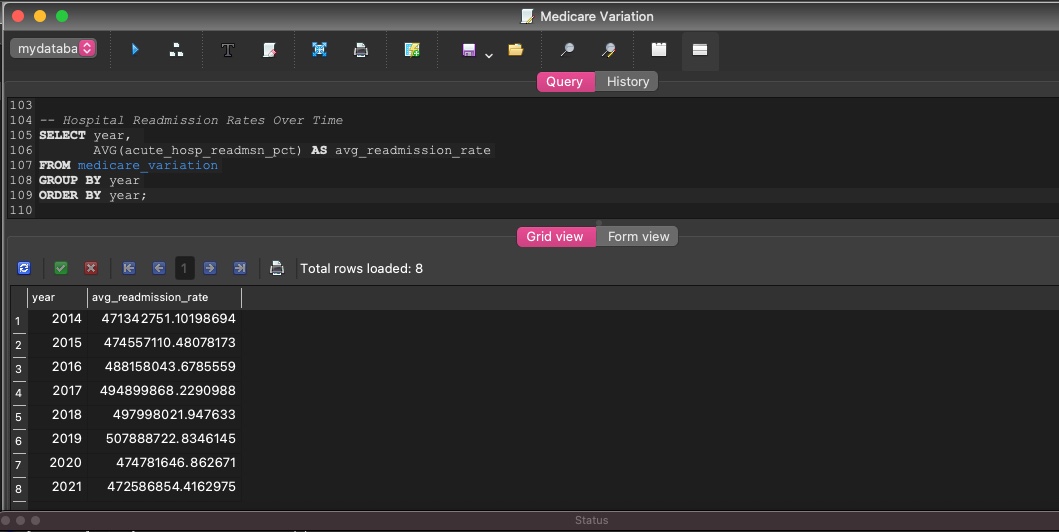 Medicare Variation
mydataba
Query History
103
104 -- Hospital Readmission Rates Over Time
105 SELECT year,
106 AVG(acute_hosp_readmsn_pct) AS avg_readmission_rate
107 FROM medicare_variation
108 GROUP BY year
109 ORDER BY year;
110
Grid view Form view
1 Total rows loaded: 8
year avg_readmission_rate
1 2014 471342751.10198694
2 2015 474557110.48078173
3 2016 488158043.6785559
4 2017 494899868.2290988
5 2018 497998021.947633
6 2019 507888722.8346145
7 2020 474781646.862671
8 2021 472586854.4162975
Status